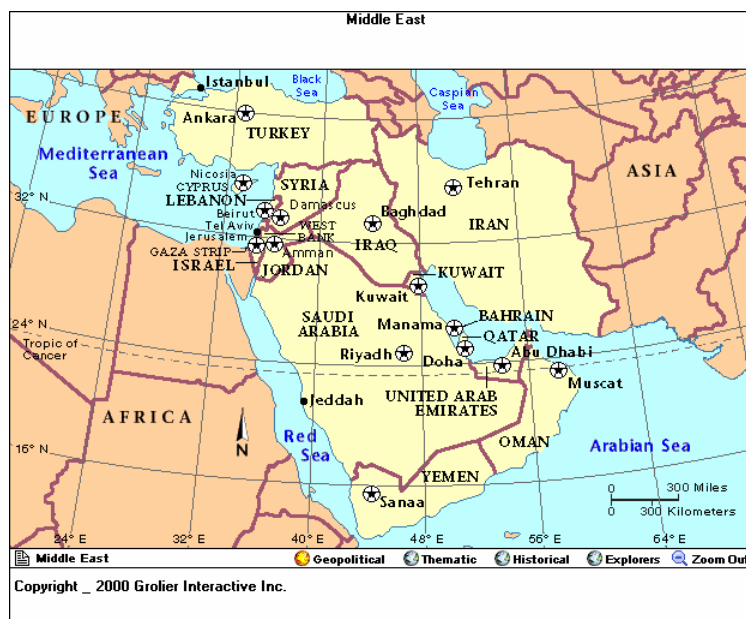 Middle East
Istanbul
Black
Sea
Caspian
Sea
EUROPE
Ankara
TURKEY
Mediterranean
Sea
ASIA
Nicosia
CYPRUS
SYRIA
Tehran
32° N
LEBANON
Damascus
Beirut
Baghdad
IRAN
Tel Aviv
WEST
BANK
Jerusalem
IRAQ
GAZA STRIP
Amman
ISRAEL
JORDAN
KUWAIT
Kuwait
SAUDI
ARABIA
BAHRAIN
Manama
24° N
QATAR
Tropic of
Cancer
Riyadh
Doha
Abu Dhabi
Muscat
UNITED ARAB
EMIRATES
Jeddah
AFRICA
N
Red
Sea
OMAN
Arabian Sea
16° N
YEMEN
Sanaa
0 300 Miles
0 300 Kilometers
24° E
32° E
40° E
48° E
56° E
64° E
Middle East Geopolitical Thematic Historical Explorers Zoom Out
Copyright _ 2000 Grolier Interactive Inc.